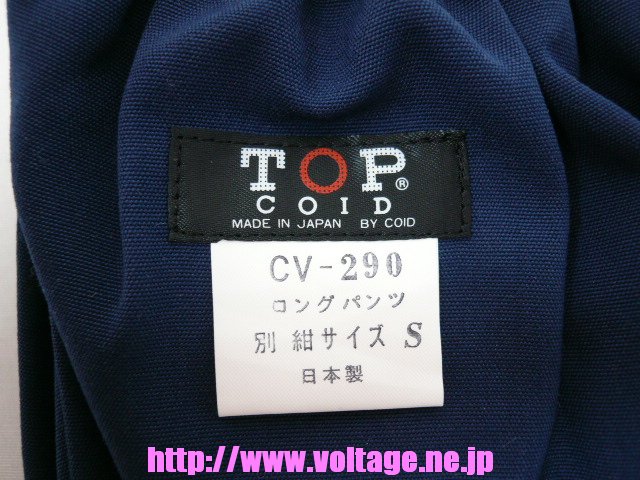 TOP®
COID
MADE IN JAPAN BY COID
CV-290
ロングパンツ
別 紺サイズ S
日本製
http://www.voltage.ne.jp